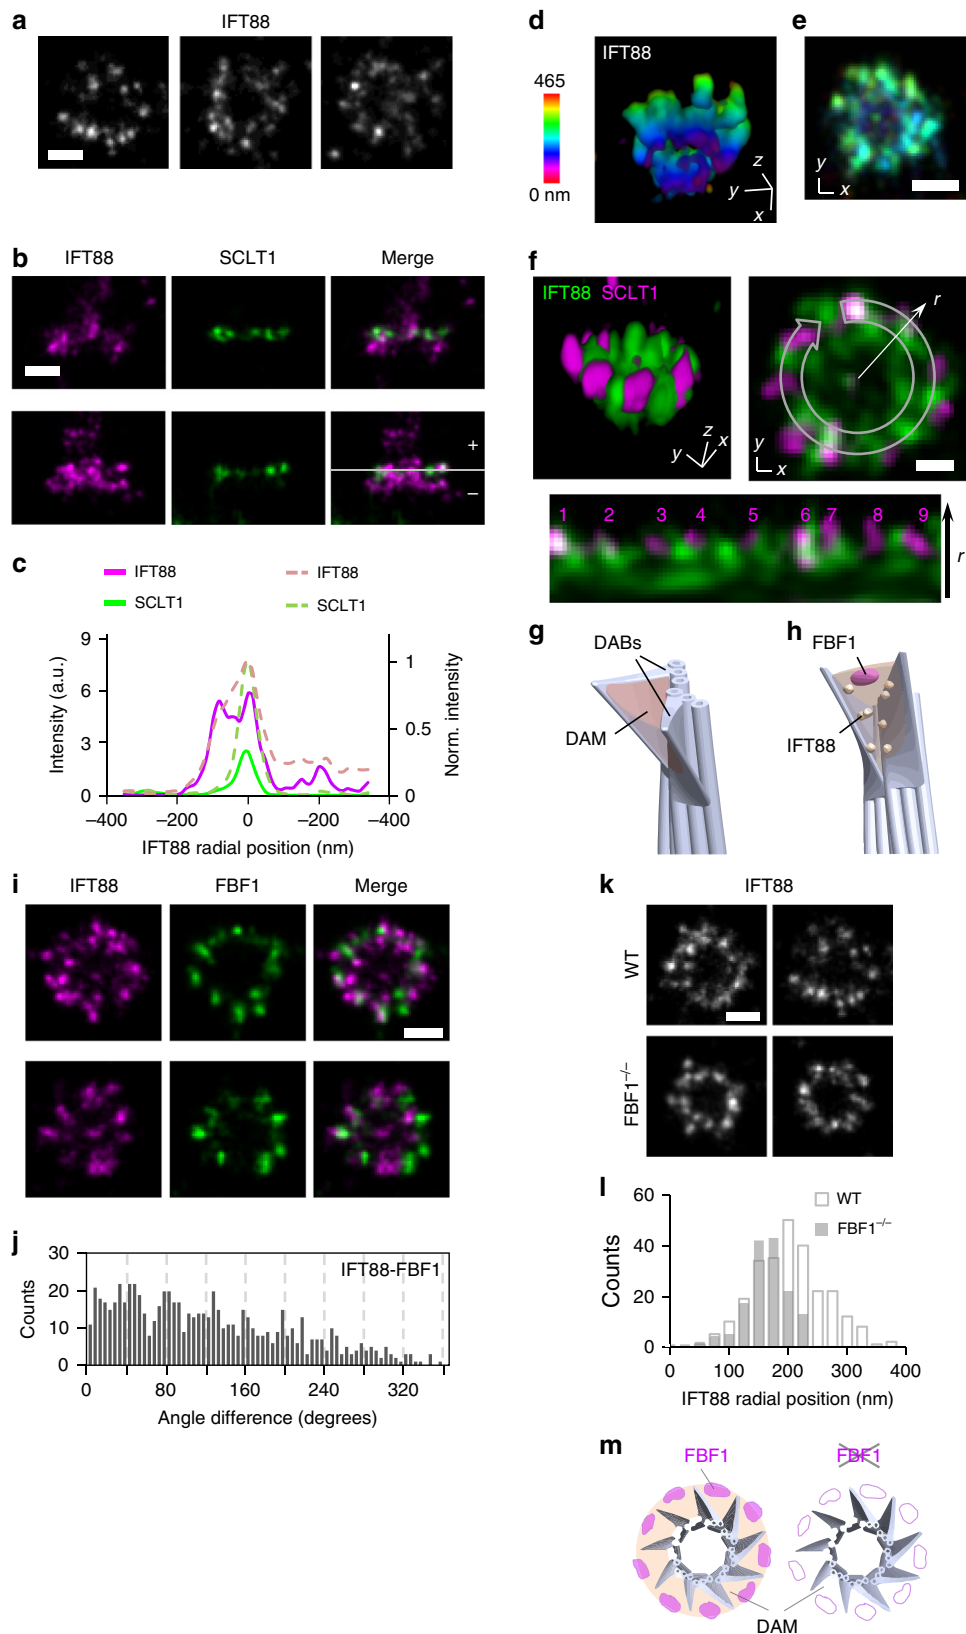 a
IFT88
b
IFT88 SCLT1 Merge
+
−
c
IFT88 IFT88
SCLT1 SCLT1
Intensity (a.u.)
9
6
3
0
Norm. intensity
1
0.5
0
−400 −200 0 −200 −400
IFT88 radial position (nm)
d
IFT88
465
0 nm
z
y
x
e
y
x
f
IFT88 SCLT1
z
x
y
r
y
x
1 2 3 4 5 6 7 8 9
r
g
DABs
DAM
h
FBF1
IFT88
i
IFT88 FBF1 Merge
j
IFT88-FBF1
Counts
30
20
10
0
0 80 160 240 320
Angle difference (degrees)
k
IFT88
WT
FBF1−/−
l
WT
FBF1−/−
Counts
60
40
20
0
0 100 200 300 400
IFT88 radial position (nm)
m
FBF1 FBF1
DAM